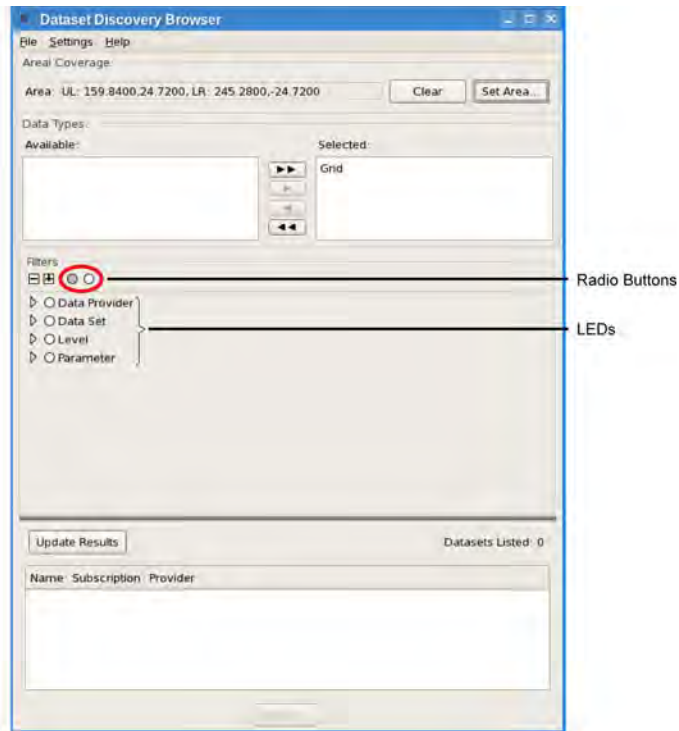 Dataset Discovery Browser
File Settings Help
Areal Coverage
Area: UL: 159.8400,24.7200, LR: 245.2800,-24.7200 Clear Set Area...
Data Types:
Available: Selected:
Grid
Filters
Radio Buttons
Data Provider
Data Set
LEDs
Level
Parameter
Update Results Datasets Listed: 0
Name Subscription Provider